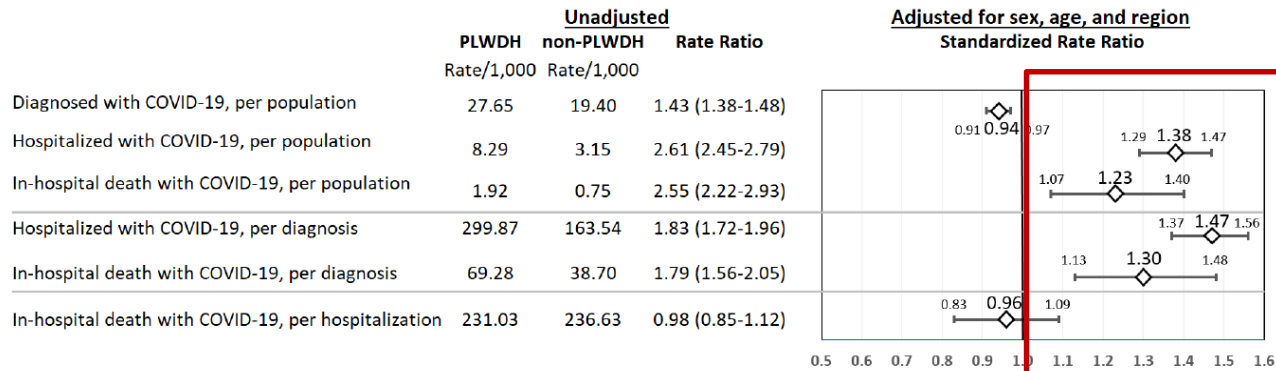 Unadjusted Adjusted for sex, age, and region
PLWDH non-PLWDH Rate Ratio Standardized Rate Ratio
Rate/1,000 Rate/1,000
Diagnosed with COVID-19, per population 27.65 19.40 1.43 (1.38-1.48) 0.91 0.94 0.97
Hospitalized with COVID-19, per population 8.29 3.15 2.61 (2.45-2.79) 1.29 1.38 1.47
In-hospital death with COVID-19, per population 1.92 0.75 2.55 (2.22-2.93) 1.07 1.23 1.40
Hospitalized with COVID-19, per diagnosis 299.87 163.54 1.83 (1.72-1.96) 1.37 1.47 1.56
In-hospital death with COVID-19, per diagnosis 69.28 38.70 1.79 (1.56-2.05) 1.13 1.30 1.48
In-hospital death with COVID-19, per hospitalization 231.03 236.63 0.98 (0.85-1.12) 0.83 0.96 1.09
0.5 0.6 0.7 0.8 0.9 1.0 1.1 1.2 1.3 1.4 1.5 1.6